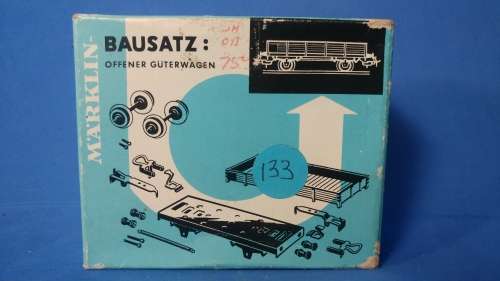 MÄRKLIN-
BAUSATZ:
OFFENER GÜTERWAGEN
133